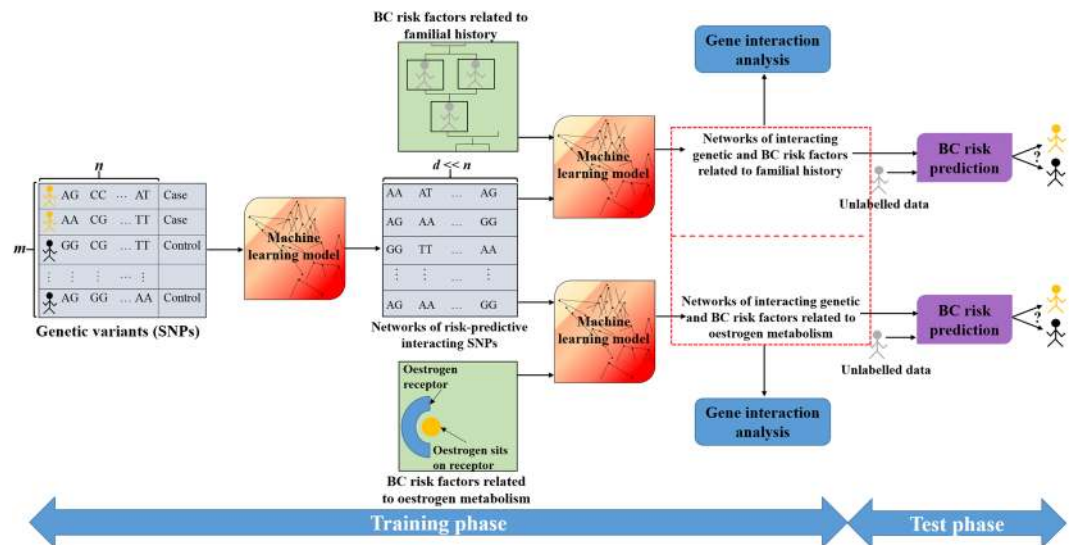 BC risk factors related to
familial history
Gene interaction
analysis
n
AG CC ... AT Case
AA CG ... TT Case
m
GG CG ... TT Control
⋮ ⋮ ⋮ ⋮ ⋮
AG GG ... AA Control
Genetic variants (SNPs)
Machine
learning model
d << n
AA AT ... AG
AG AA ... GG
GG TT ... AA
⋮ ⋮ ⋮ ⋮
AG AA ... GG
Networks of risk-predictive
interacting SNPs
Machine
learning model
Networks of interacting
genetic and BC risk factors
related to familial history
BC risk
prediction
?
Unlabelled data
Machine
learning model
Networks of interacting genetic
and BC risk factors related to
oestrogen metabolism
BC risk
prediction
?
Unlabelled data
Oestrogen
receptor
Oestrogen sits
on receptor
BC risk factors related
to oestrogen metabolism
Gene interaction
analysis
Training phase
Test phase